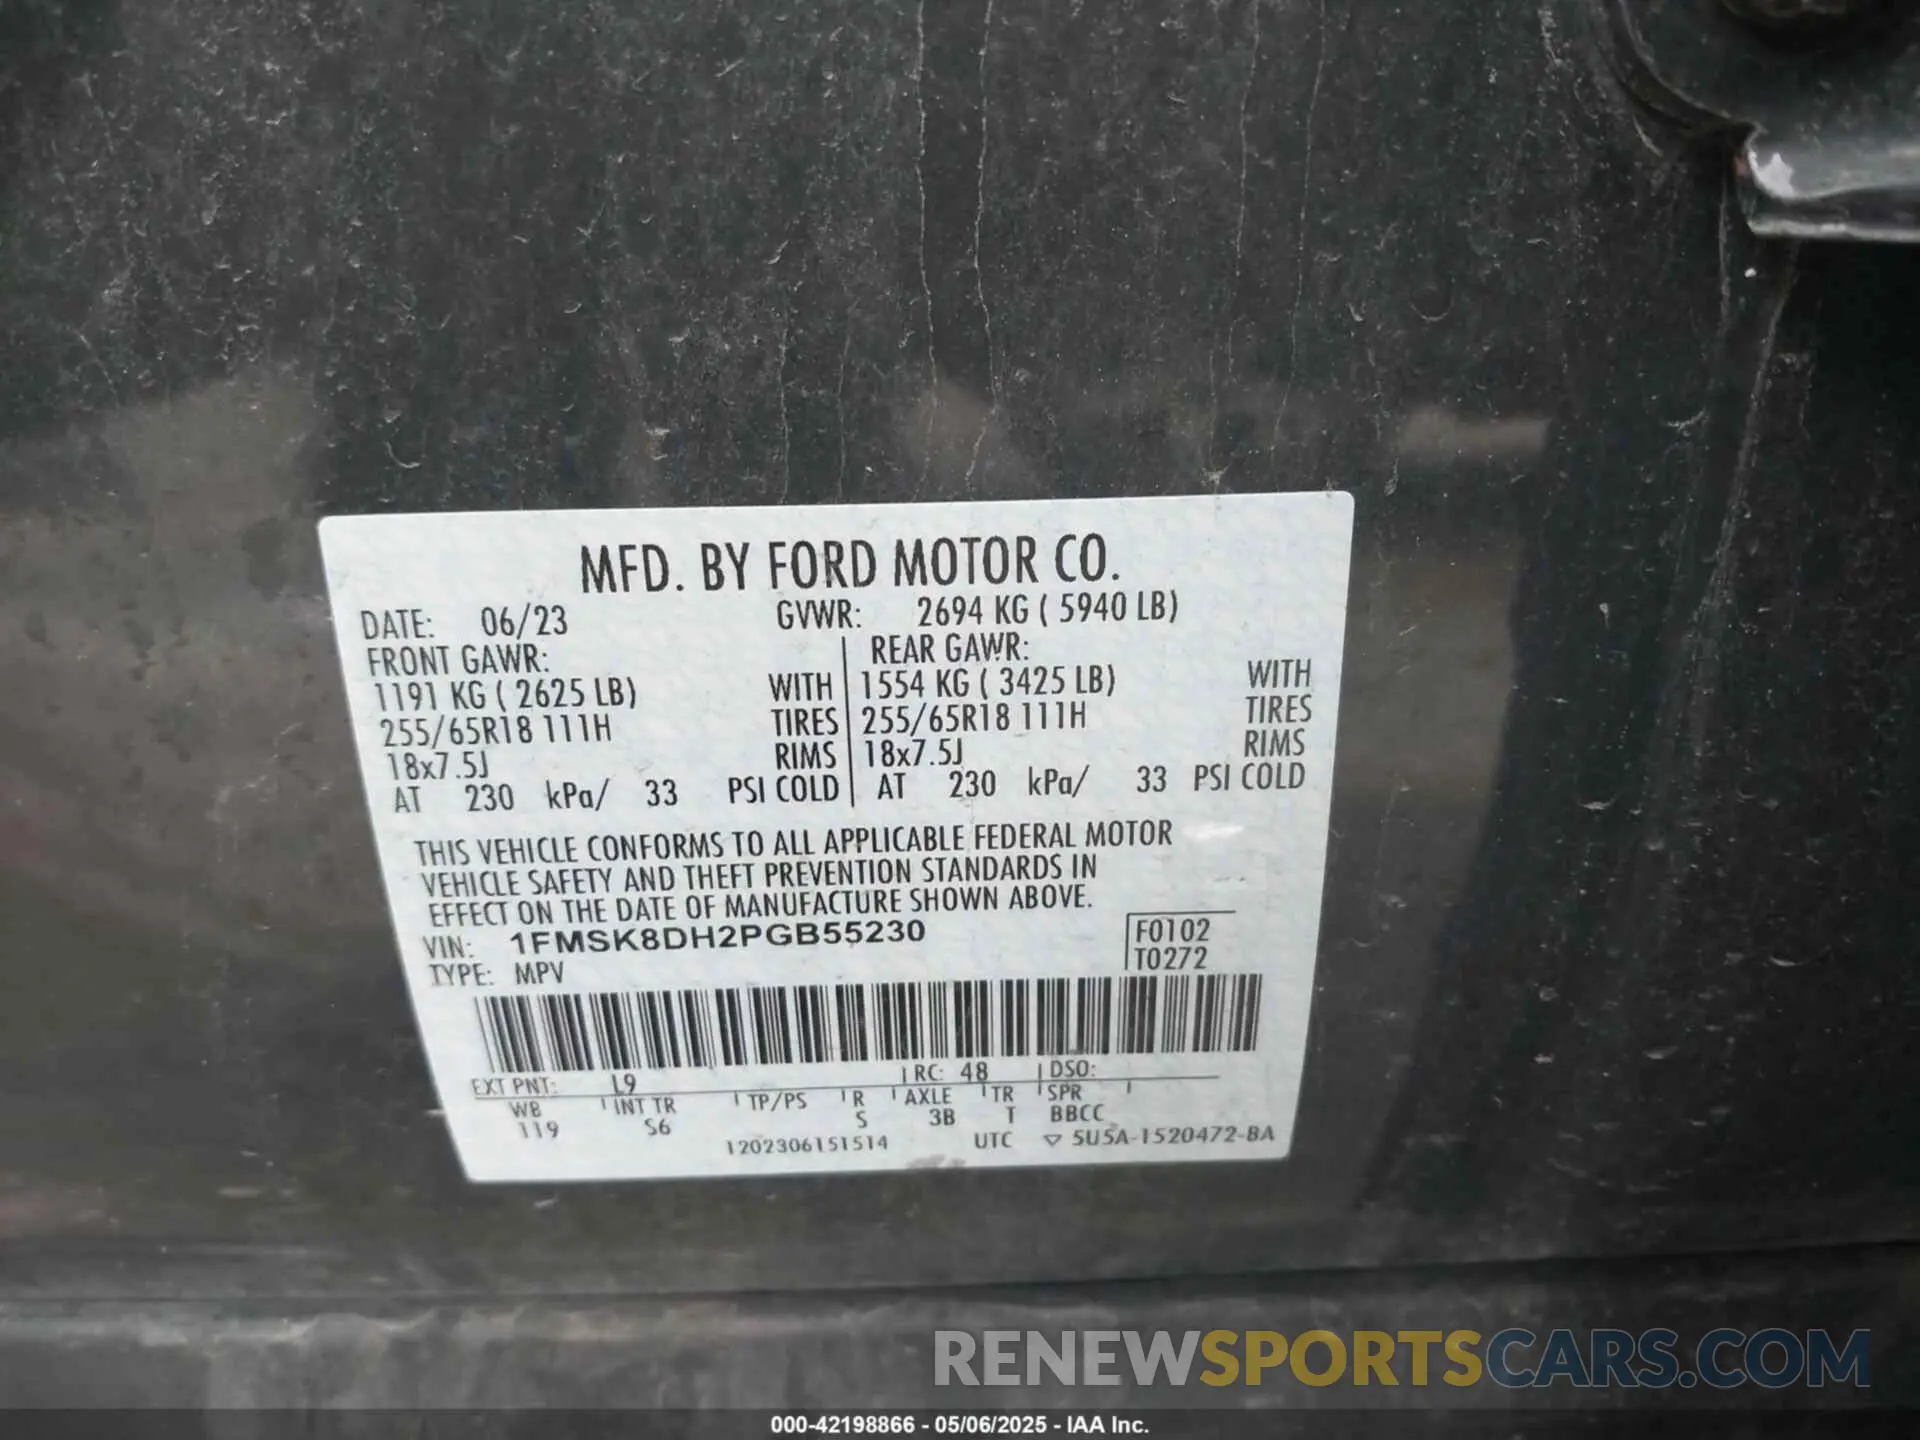 MFD. BY FORD MOTOR CO.
DATE: 06/23 GVWR: 2694 KG ( 5940 LB)
FRONT GAWR: REAR GAWR:
1191 KG ( 2625 LB) WITH 1554 KG ( 3425 LB) WITH
255/65R18 111H TIRES 255/65R18 111H TIRES
18x7.5J RIMS 18x7.5J RIMS
AT 230 kPa/ 33 PSI COLD AT 230 kPa/ 33 PSI COLD
THIS VEHICLE CONFORMS TO ALL APPLICABLE FEDERAL MOTOR
VEHICLE SAFETY AND THEFT PREVENTION STANDARDS IN
EFFECT ON THE DATE OF MANUFACTURE SHOWN ABOVE.
VIN: 1FMSK8DH2PGB55230 F0102
TYPE: MPV T0272
EXT PNT: L9 RC: 48 DSO:
WB INT TR TP/PS R AXLE TR SPR
119 S6 S 3B T BBCC
1202306151514 UTC ▽ 5U5A-1520472-BA
RENEWSPORTSCARS.COM
000-42198866 - 05/06/2025 - IAA Inc.